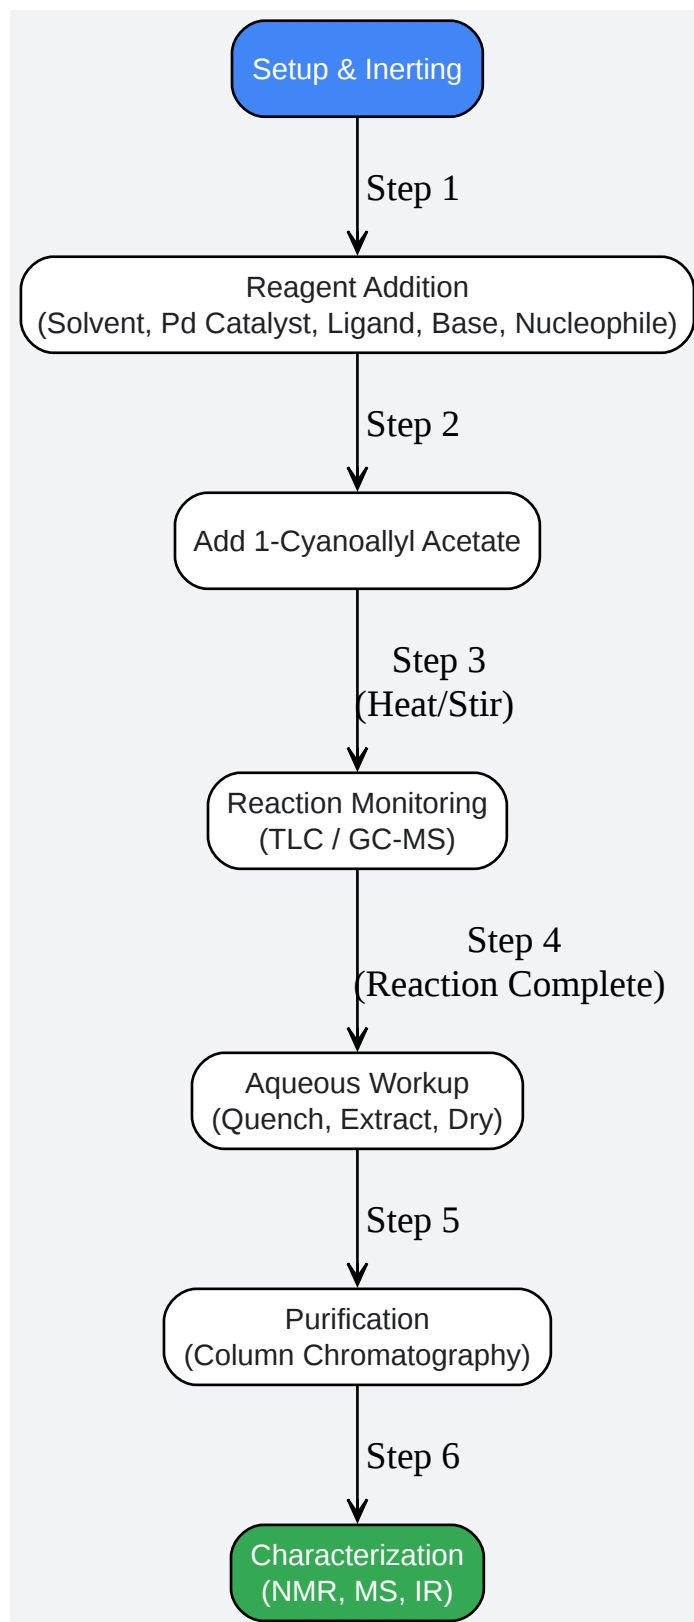 Setup & Inerting
Step 1
Reagent Addition
(Solvent, Pd Catalyst, Ligand, Base, Nucleophile)
Step 2
Add 1-Cyanoallyl Acetate
Step 3
(Heat/Stir)
Reaction Monitoring
(TLC / GC-MS)
Step 4
(Reaction Complete)
Aqueous Workup
(Quench, Extract, Dry)
Step 5
Purification
(Column Chromatography)
Step 6
Characterization
(NMR, MS, IR)